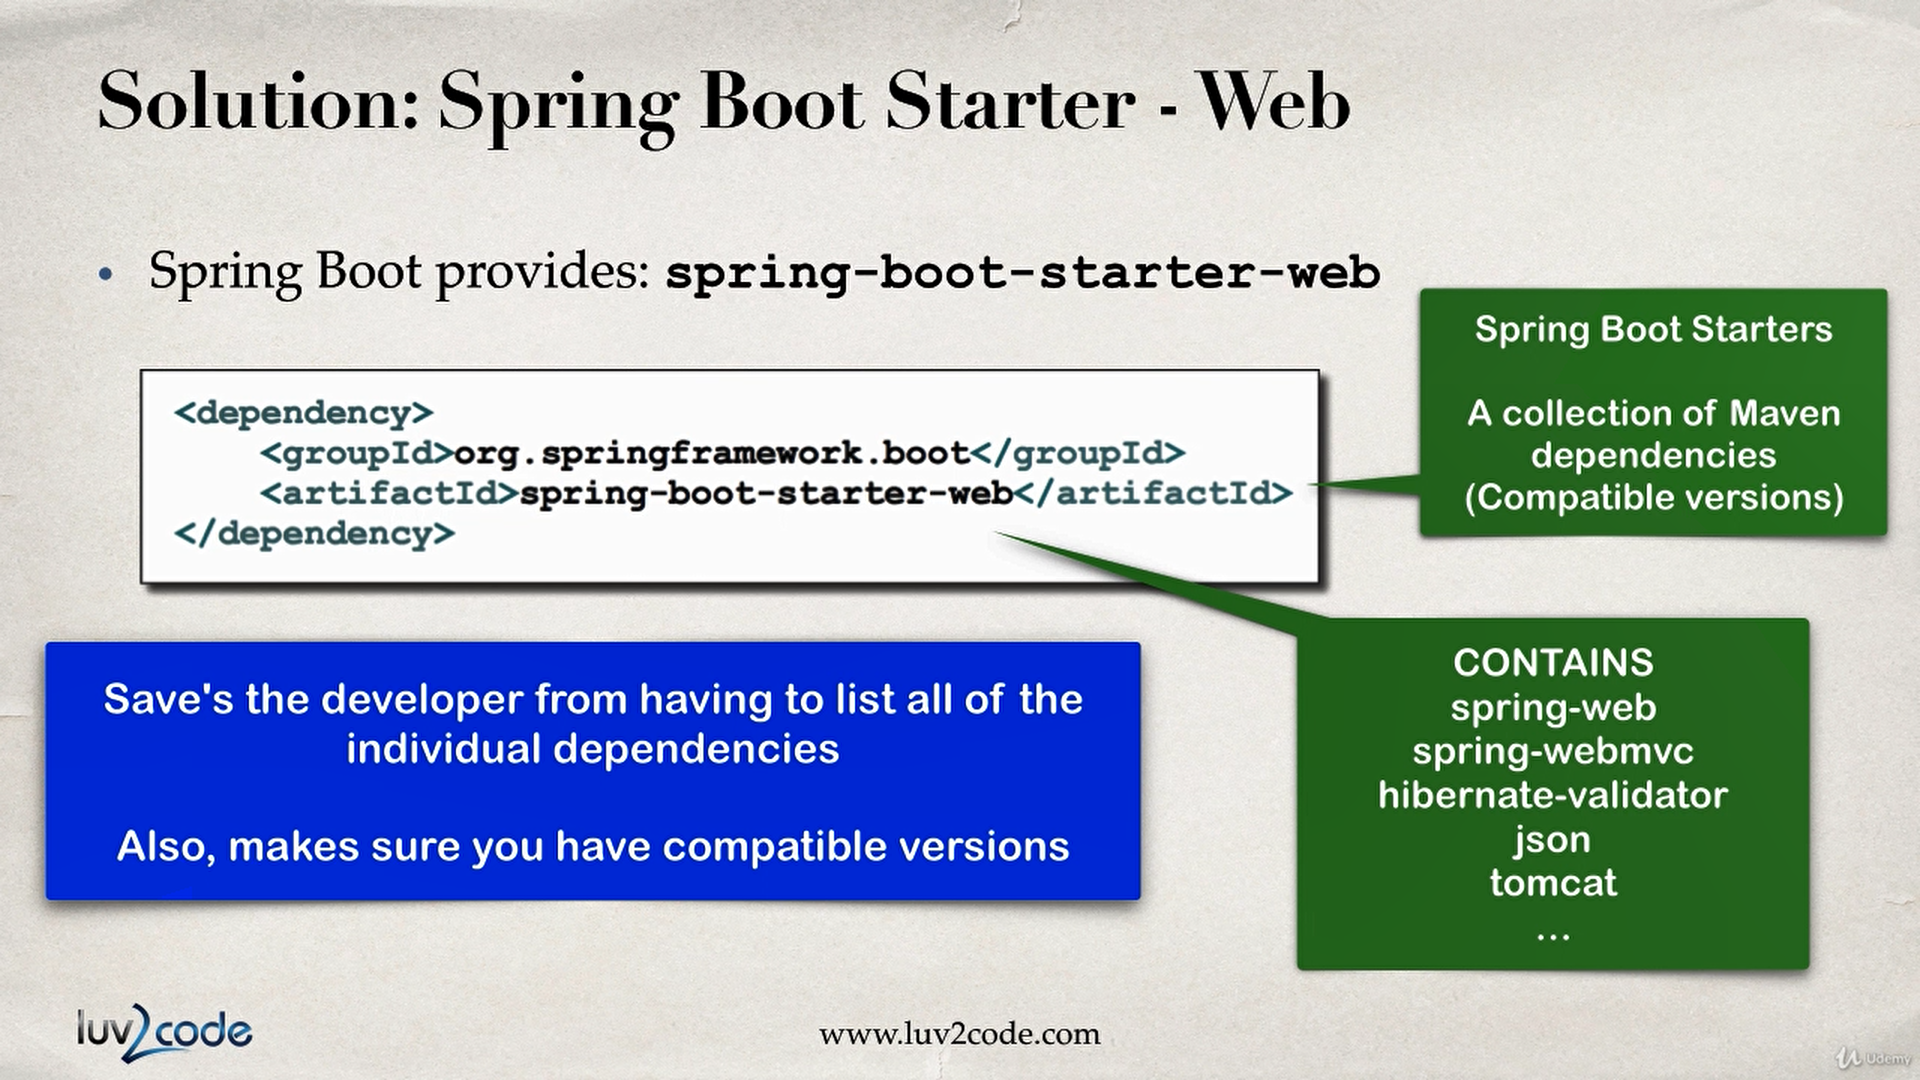 Solution: Spring Boot Starter - Web
• Spring Boot provides: spring-boot-starter-web
<dependency>
<groupId>org.springframework.boot</groupId>
<artifactId>spring-boot-starter-web</artifactId>
</dependency>
Spring Boot Starters
A collection of Maven
dependencies
(Compatible versions)
Save's the developer from having to list all of the
individual dependencies
Also, makes sure you have compatible versions
CONTAINS
spring-web
spring-webmvc
hibernate-validator
json
tomcat
...
luv2code
www.luv2code.com
Udemy